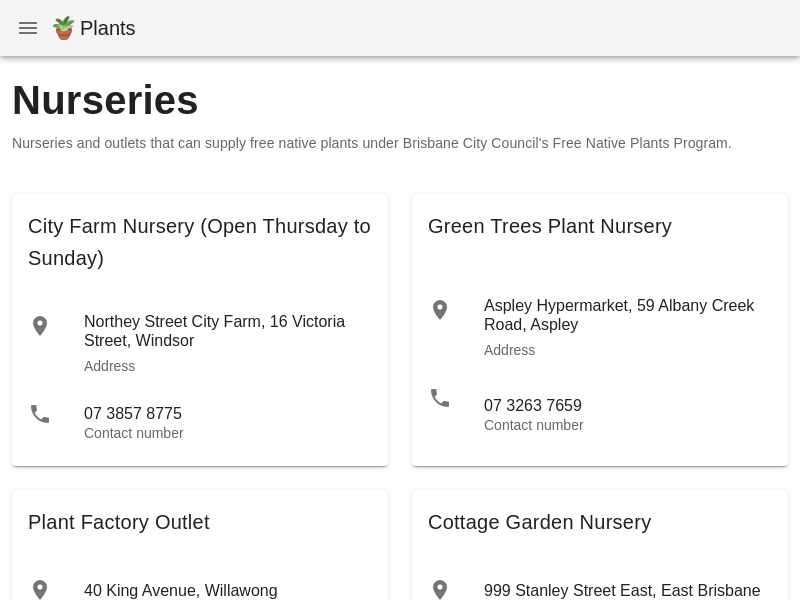 Plants
Nurseries
Nurseries and outlets that can supply free native plants under Brisbane City Council's Free Native Plants Program.
City Farm Nursery (Open Thursday to
Sunday)
Northey Street City Farm, 16 Victoria
Street, Windsor
Address
07 3857 8775
Contact number
Green Trees Plant Nursery
Aspley Hypermarket, 59 Albany Creek
Road, Aspley
Address
07 3263 7659
Contact number
Plant Factory Outlet
40 King Avenue, Willawong
Cottage Garden Nursery
999 Stanley Street East, East Brisbane